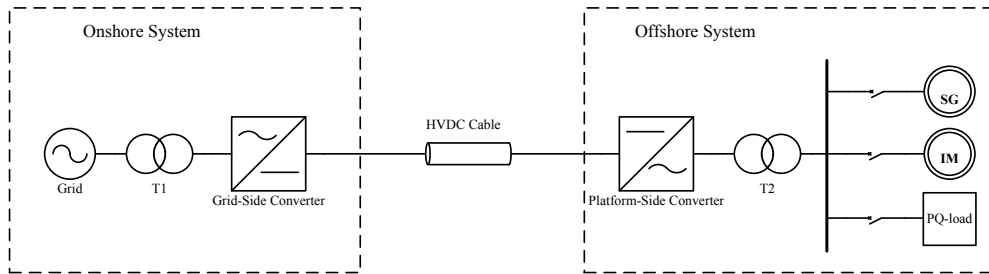 Onshore System
Offshore System
HVDC Cable
SG
IM
PQ-load
Grid
T1
Grid-Side Converter
Platform-Side Converter
T2